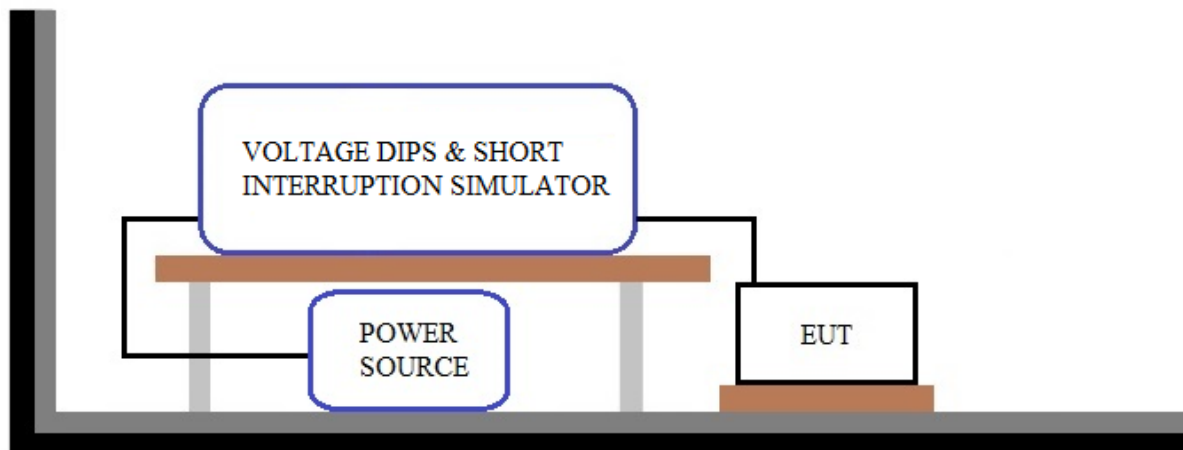 VOLTAGE DIPS & SHORT
INTERRUPTION SIMULATOR
POWER
SOURCE
EUT